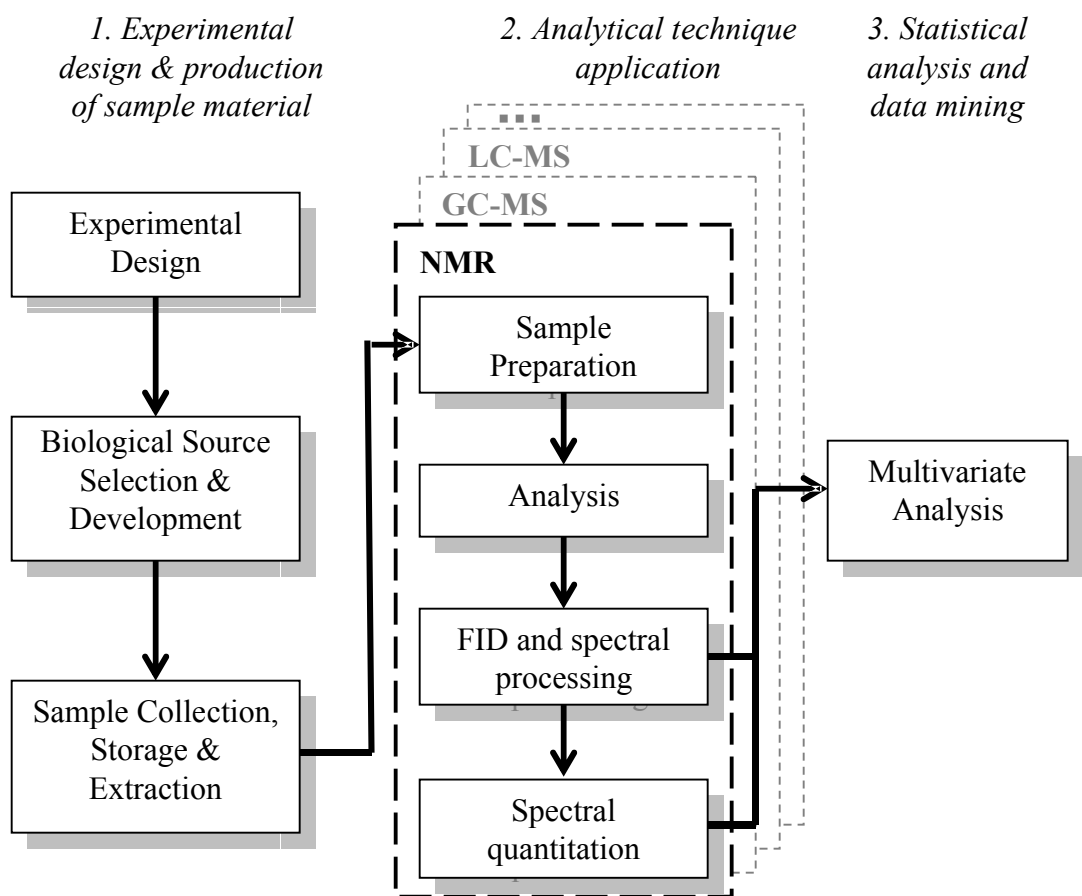 1. Experimental
design & production
of sample material
2. Analytical technique
application
3. Statistical
analysis and
data mining
Experimental
Design
Biological Source
Selection &
Development
Sample Collection,
Storage &
Extraction
...
LC-MS
GC-MS
NMR
Sample
Preparation
Analysis
FID and spectral
processing
Spectral
quantitation
Multivariate
Analysis